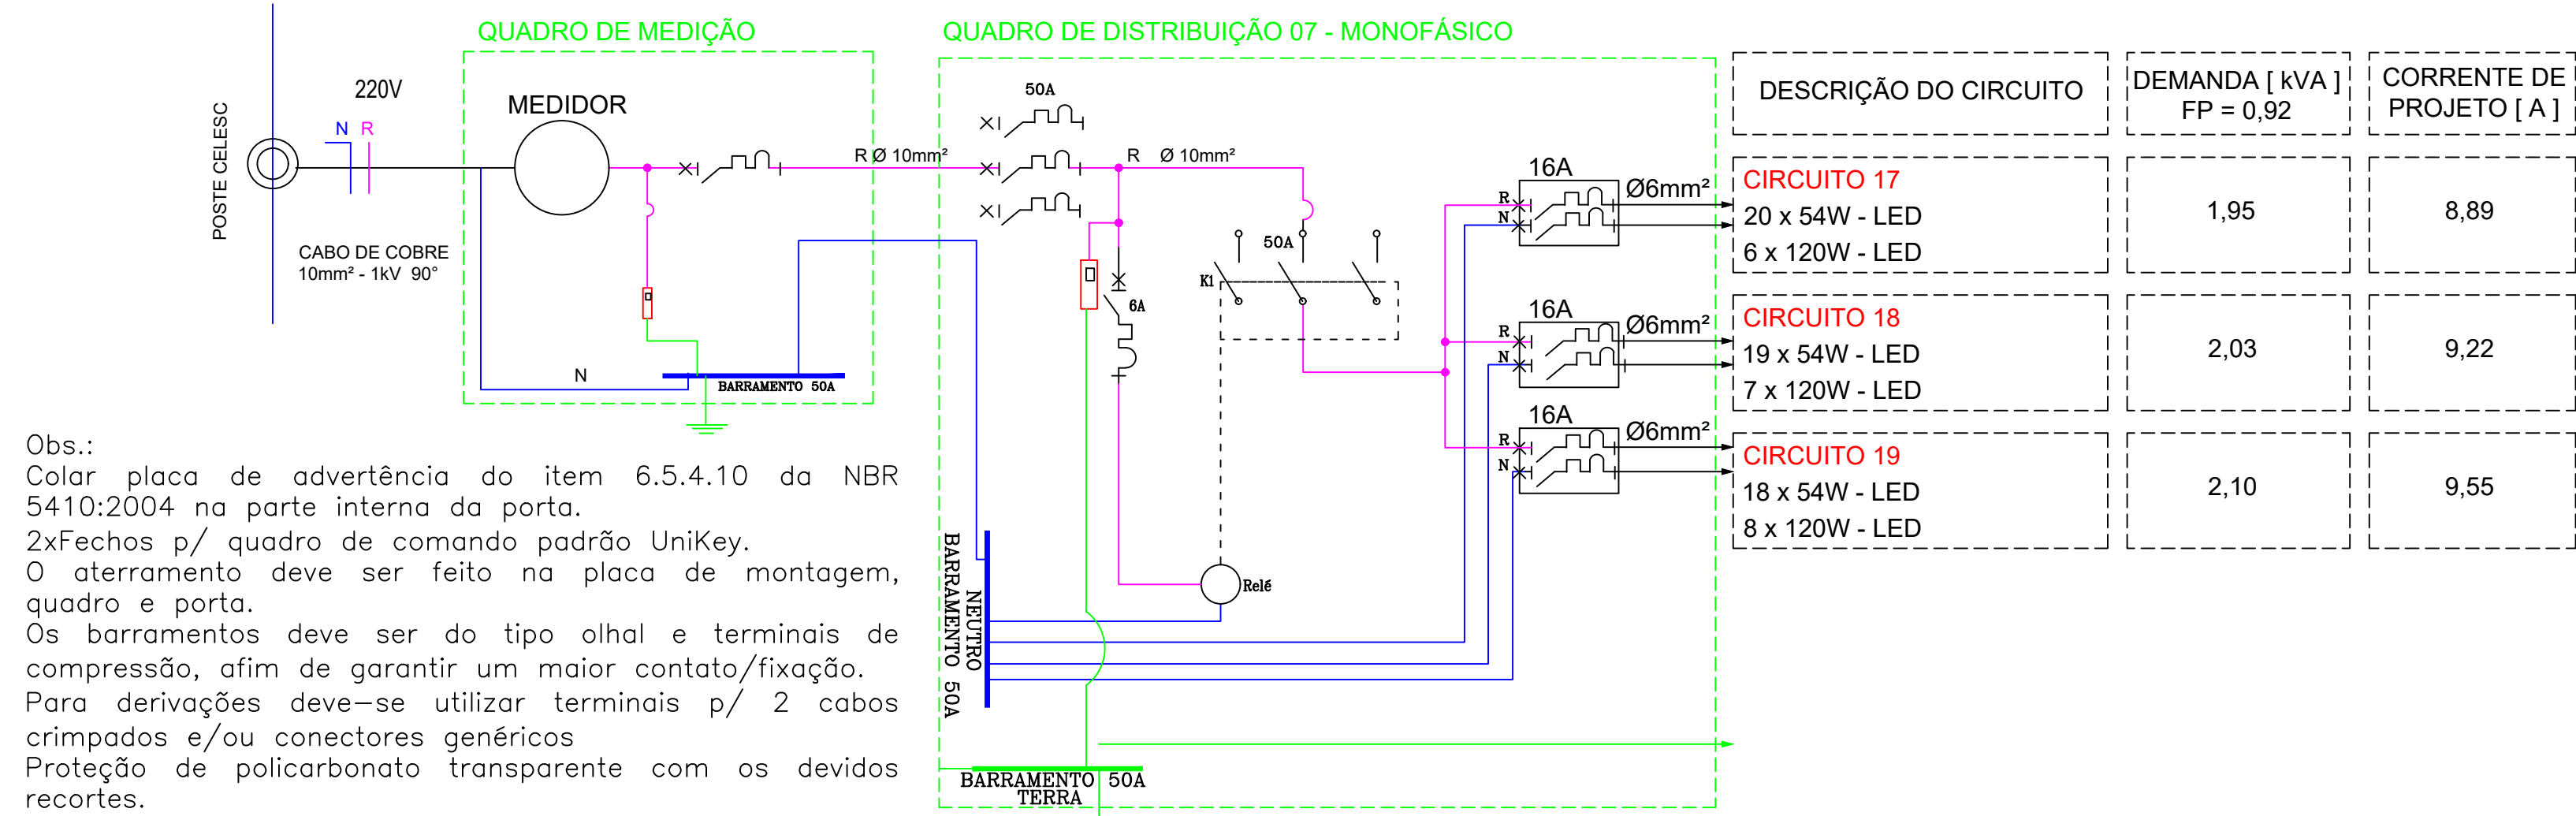 QUADRO DE MEDIÇÃO
QUADRO DE DISTRIBUIÇÃO 07 - MONOFÁSICO
POSTE CELESC
220V
N
R
MEDIDOR
CABO DE COBRE
10mm² - 1kV 90°
N
BARRAMENTO 50A
R Ø 10mm²
50A
R Ø 10mm²
6A
K1
50A
Relé
NEUTRO
BARRAMENTO 50A
BARRAMENTO 50A
TERRA
16A
R
N
Ø6mm²
16A
R
N
Ø6mm²
16A
R
N
Ø6mm²
DESCRIÇÃO DO CIRCUITO
DEMANDA [ kVA ]
FP = 0,92
CORRENTE DE
PROJETO [ A ]
CIRCUITO 17
20 x 54W - LED
6 x 120W - LED
1,95
8,89
CIRCUITO 18
19 x 54W - LED
7 x 120W - LED
2,03
9,22
CIRCUITO 19
18 x 54W - LED
8 x 120W - LED
2,10
9,55
Obs.:
Colar placa de advertência do item 6.5.4.10 da NBR
5410:2004 na parte interna da porta.
2xFechos p/ quadro de comando padrão UniKey.
O aterramento deve ser feito na placa de montagem,
quadro e porta.
Os barramentos deve ser do tipo olhal e terminais de
compressão, afim de garantir um maior contato/fixação.
Para derivações deve-se utilizar terminais p/ 2 cabos
crimpados e/ou conectores genéricos
Proteção de policarbonato transparente com os devidos
recortes.